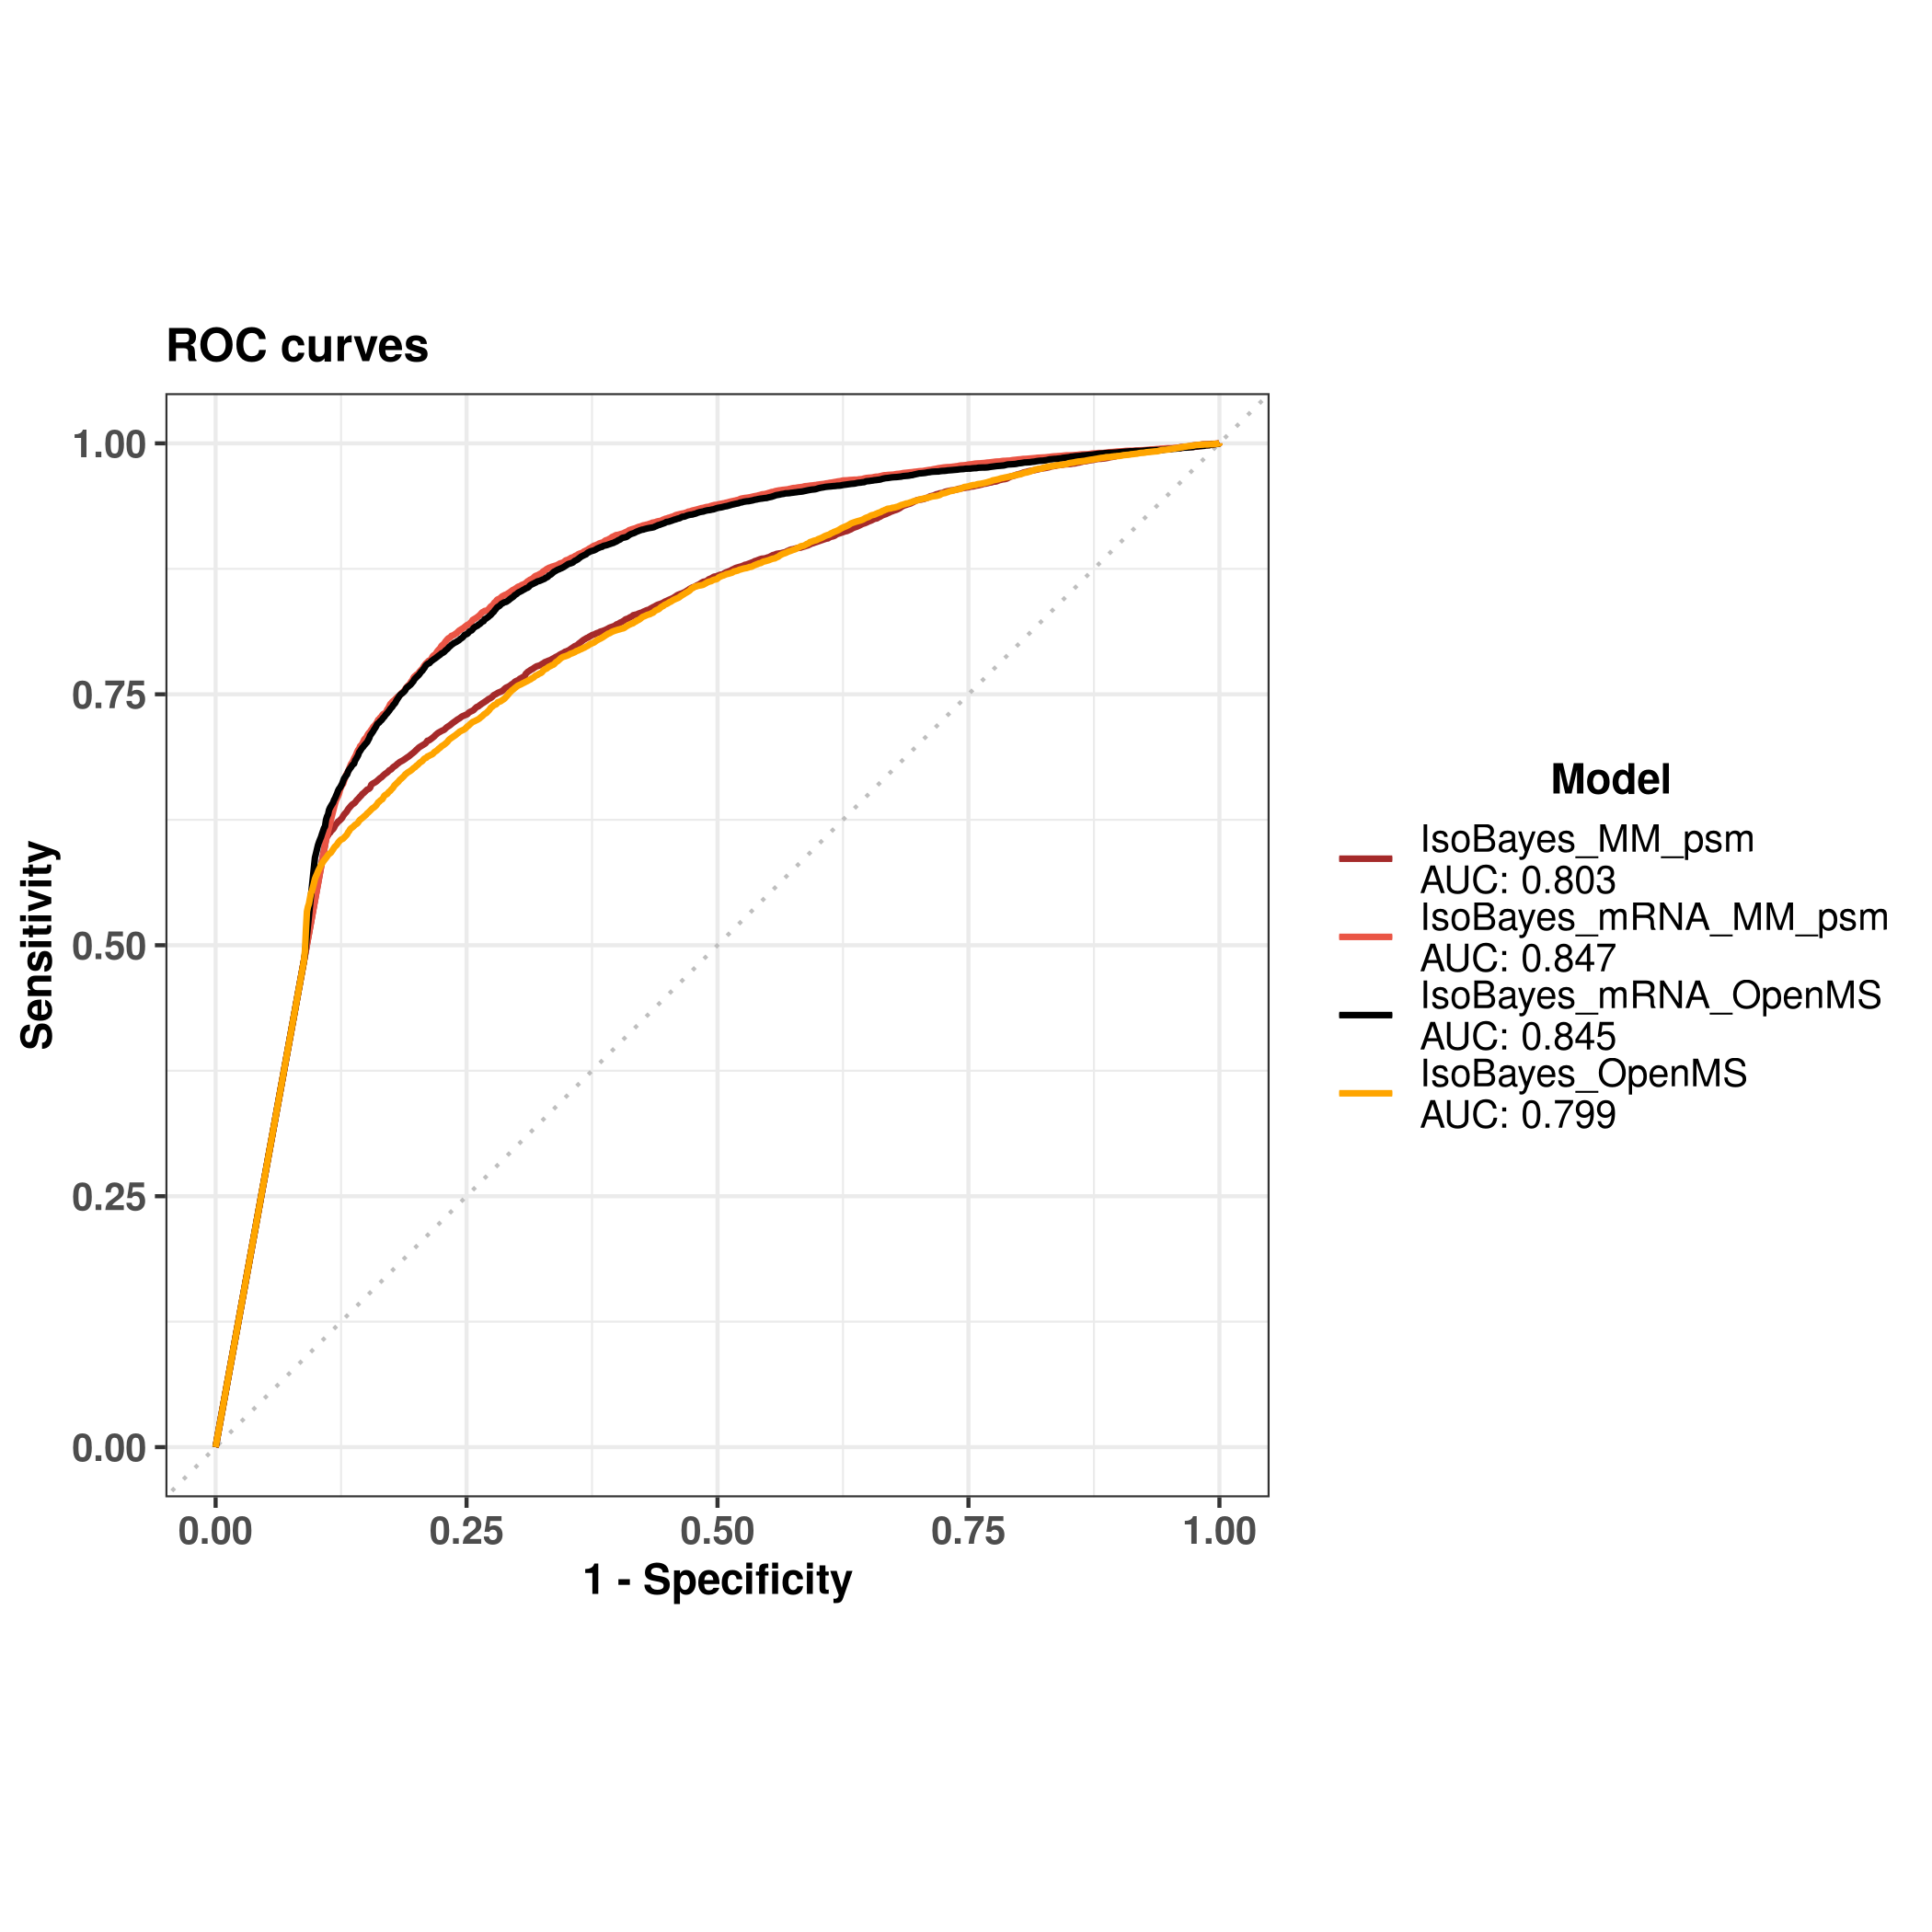 ROC curves
1.00
0.75
0.50
0.25
0.00
Sensitivity
0.00 0.25 0.50 0.75 1.00
1 - Specificity
Model
IsoBayes_MM_psm
AUC: 0.803
IsoBayes_mRNA_MM_psm
AUC: 0.847
IsoBayes_mRNA_OpenMS
AUC: 0.845
IsoBayes_OpenMS
AUC: 0.799